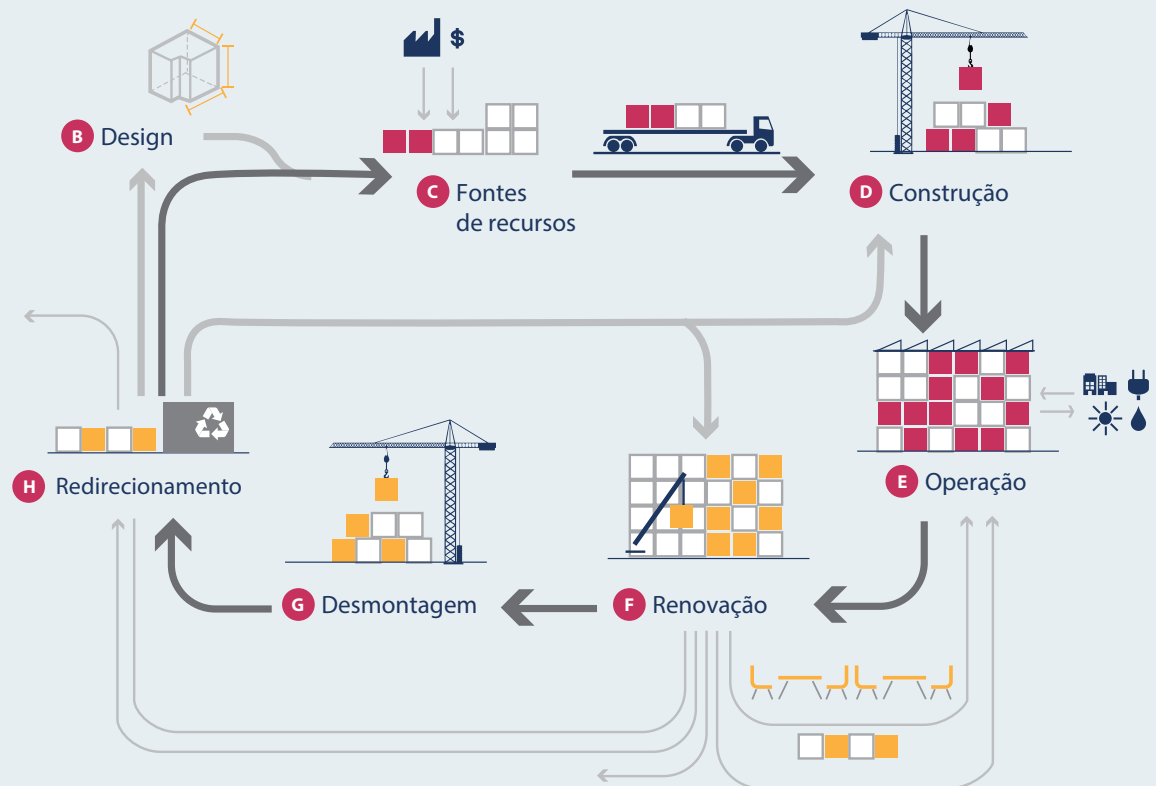 $
B Design
C Fontes
de recursos
D Construção
E Operação
H Redirecionamento
G Desmontagem
F Renovação